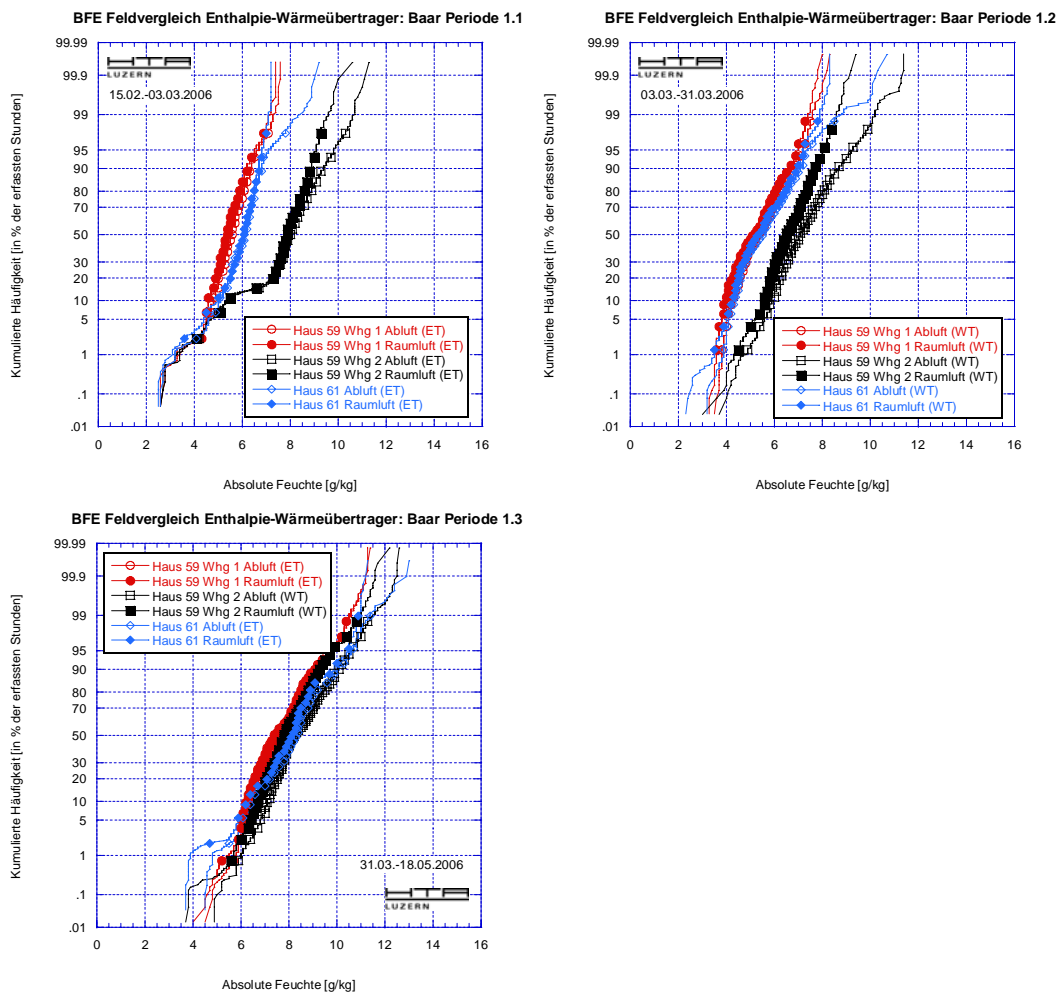 BFE Feldvergleich Enthalpie-Wärmeübertrager: Baar Periode 1.1
99.99
99.9
99
95
90
80
70
50
30
20
10
5
1
.1
.01
Kumulierte Häufigkeit [in % der erfassten Stunden]
HTA
LUZERN
15.02.-03.03.2006
Haus 59 Whg 1 Abluft (ET)
Haus 59 Whg 1 Raumluft (ET)
Haus 59 Whg 2 Abluft (ET)
Haus 59 Whg 2 Raumluft (ET)
Haus 61 Abluft (ET)
Haus 61 Raumluft (ET)
0 2 4 6 8 10 12 14 16
Absolute Feuchte [g/kg]
BFE Feldvergleich Enthalpie-Wärmeübertrager: Baar Periode 1.2
99.99
99.9
99
95
90
80
70
50
30
20
10
5
1
.1
.01
Kumulierte Häufigkeit [in % der erfassten Stunden]
HTA
LUZERN
03.03.-31.03.2006
Haus 59 Whg 1 Abluft (WT)
Haus 59 Whg 1 Raumluft (WT)
Haus 59 Whg 2 Abluft (WT)
Haus 59 Whg 2 Raumluft (WT)
Haus 61 Abluft (WT)
Haus 61 Raumluft (WT)
0 2 4 6 8 10 12 14 16
Absolute Feuchte [g/kg]
BFE Feldvergleich Enthalpie-Wärmeübertrager: Baar Periode 1.3
99.99
99.9
99
95
90
80
70
50
30
20
10
5
1
.1
.01
Kumulierte Häufigkeit [in % der erfassten Stunden]
Haus 59 Whg 1 Abluft (ET)
Haus 59 Whg 1 Raumluft (ET)
Haus 59 Whg 2 Abluft (WT)
Haus 59 Whg 2 Raumluft (WT)
Haus 61 Abluft (ET)
Haus 61 Raumluft (ET)
31.03.-18.05.2006
HTA
LUZERN
0 2 4 6 8 10 12 14 16
Absolute Feuchte [g/kg]